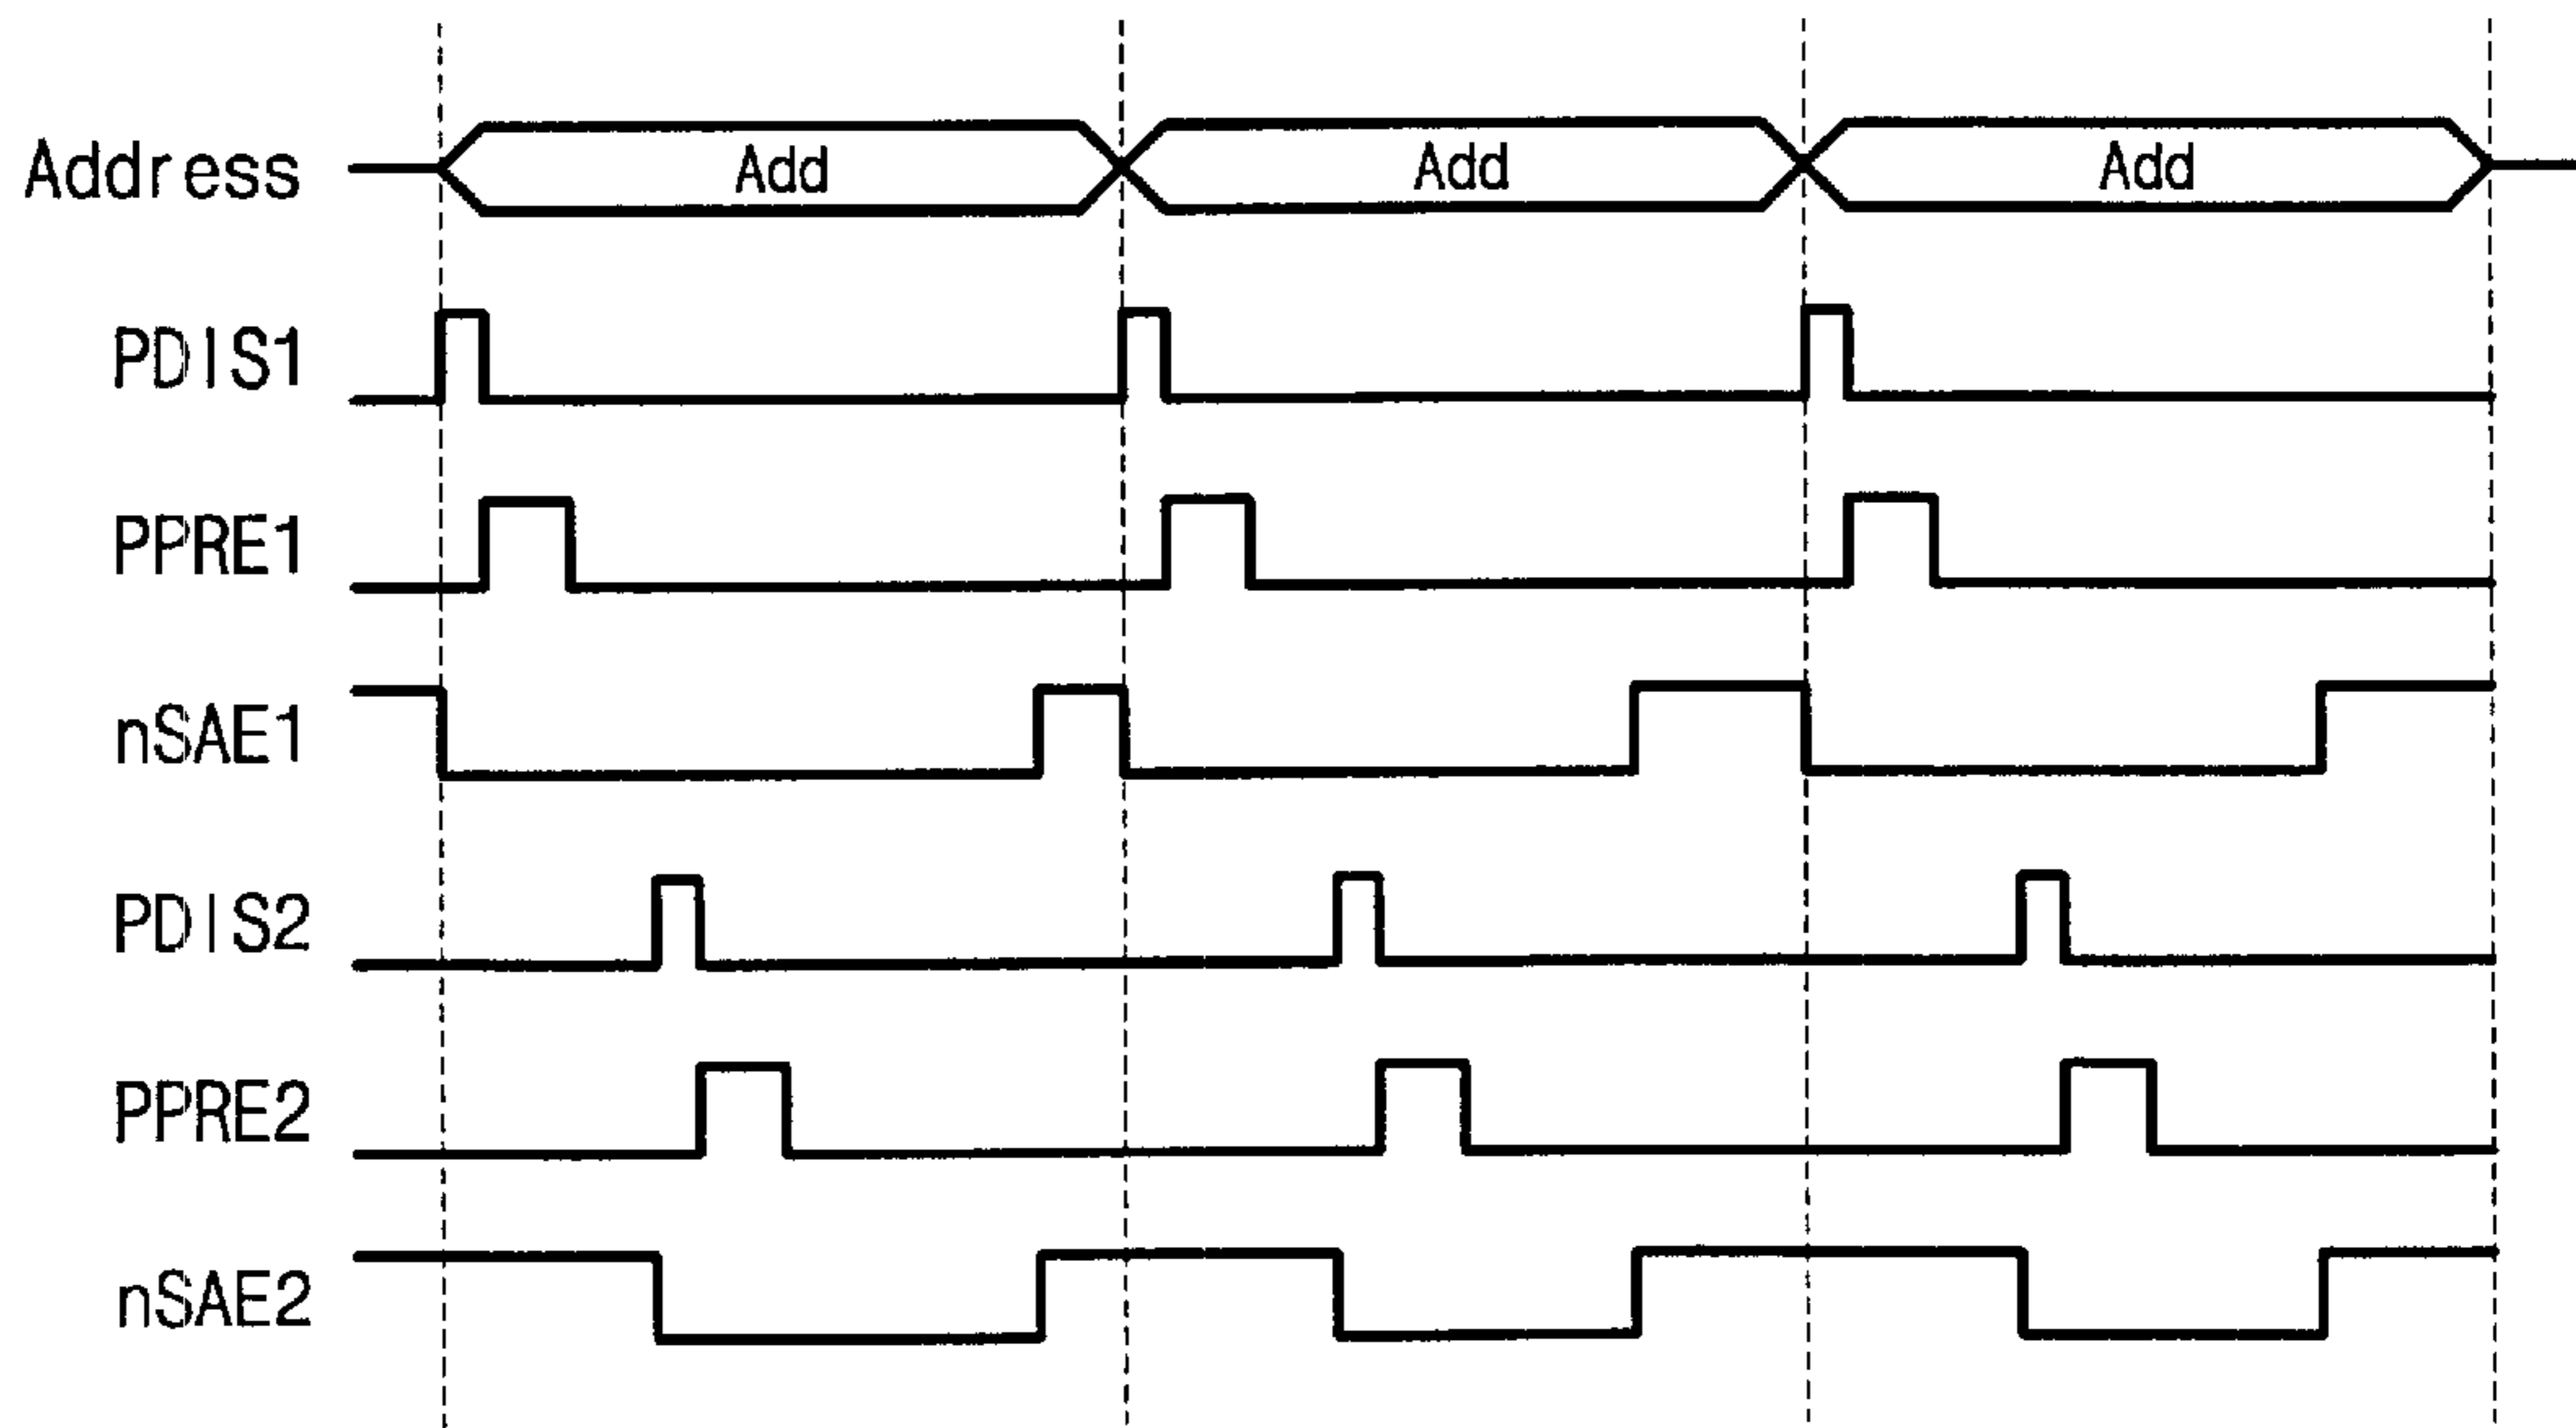 Address Add Add Add
PDIS1
PPRE1
nSAE1
PDIS2
PPRE2
nSAE2